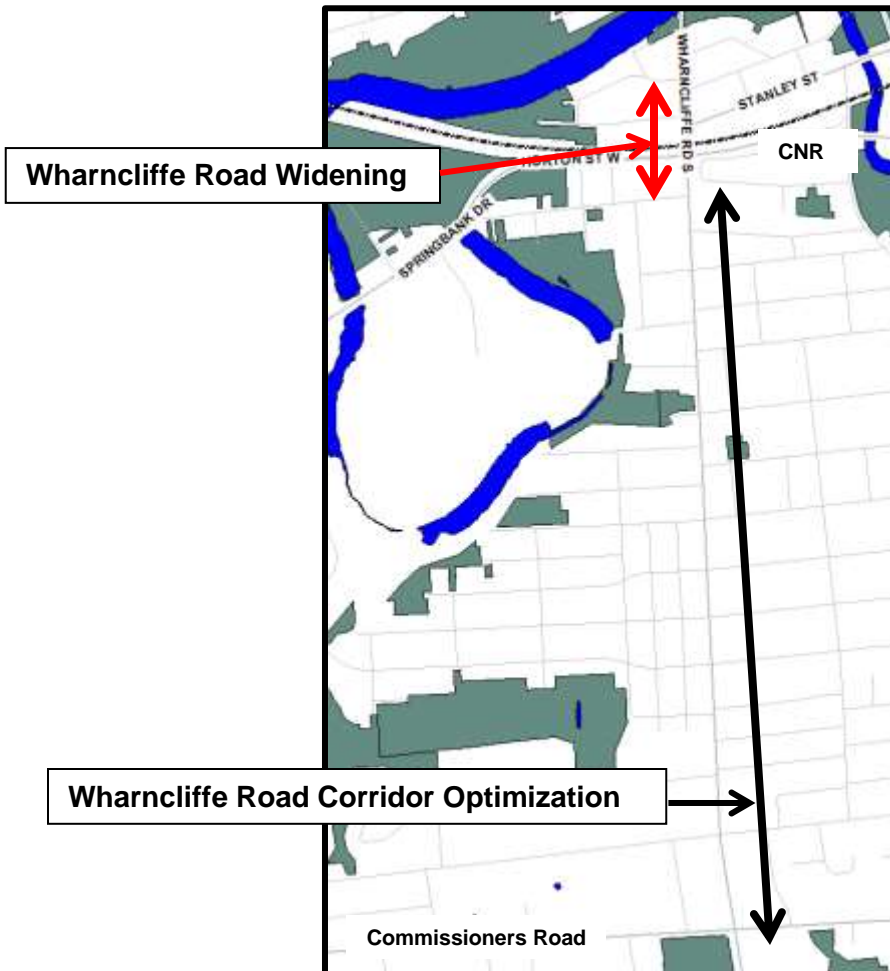 WHARNCLIFFE RD S
STANLEY ST
CNR
HORTON ST W
Wharncliffe Road Widening
SPRINGBANK DR
Wharncliffe Road Corridor Optimization
Commissioners Road